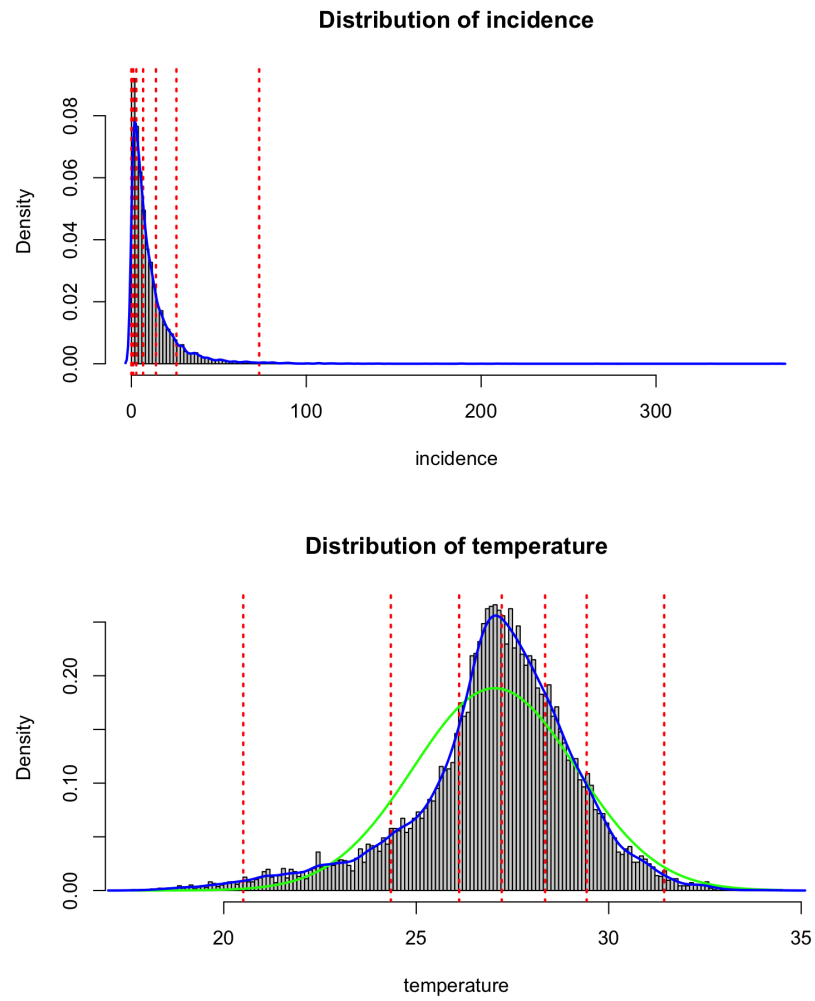 Distribution of incidence
Density
0.00 0.02 0.04 0.06 0.08
0 100 200 300
incidence
Distribution of temperature
Density
0.00 0.10 0.20
20 25 30 35
temperature